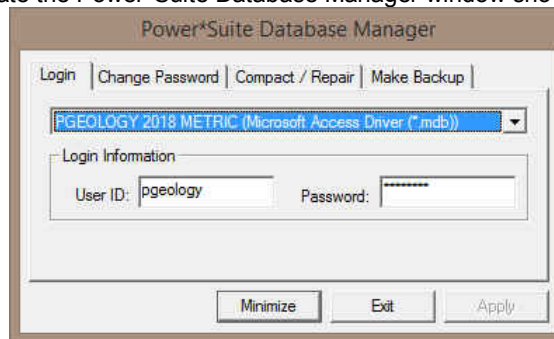 Power*Suite Database Manager
Login Change Password Compact / Repair Make Backup
PGEOLOGY 2018 METRIC (Microsoft Access Driver (*.mdb))
Login Information
User ID: pgeology Password: ********
Minimize Exit Apply